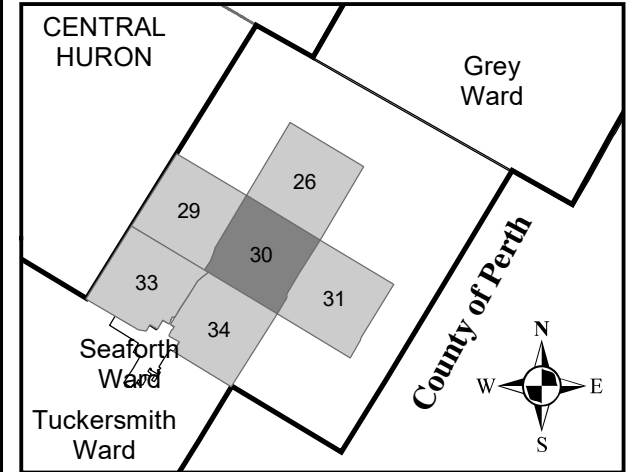 CENTRAL
HURON
Grey
Ward
26
29
30
31
33
34
Seaforth
Ward
Tuckersmith
Ward
County of Perth
N
W
E
S